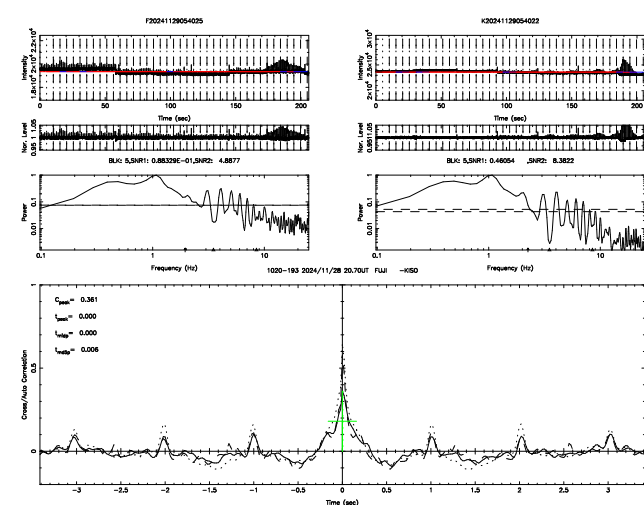 F20241129054025
K20241129054022
Intensity
1.8×10⁴ 2×10⁴ 2.2×10⁴
0 50 100 150 200
Time (sec)
Intensity
2×10⁴ 2.5×10⁴ 3×10⁴
0 50 100 150 200
Time (sec)
Nor. Level
0.95 1 1.05
Nor. Level
0.95 1 1.05
BLK: 5,SNR1: 0.88329E-01,SNR2: 4.8877
BLK: 5,SNR1: 0.46054 ,SNR2: 8.3822
Power
1
0.1
0.01
0.1 1 10
Frequency (Hz)
Power
1
0.1
0.01
0.1 1 10
Frequency (Hz)
1020-193 2024/11/28 20.70UT FUJI -KISO
C peak= 0.361
t peak= 0.000
0.000
0.006
Cross/Auto Correlation
1
0.5
0
-3 -2.5 -2 -1.5 -1 -0.5 0 0.5 1 1.5 2 2.5 3
Time (sec)